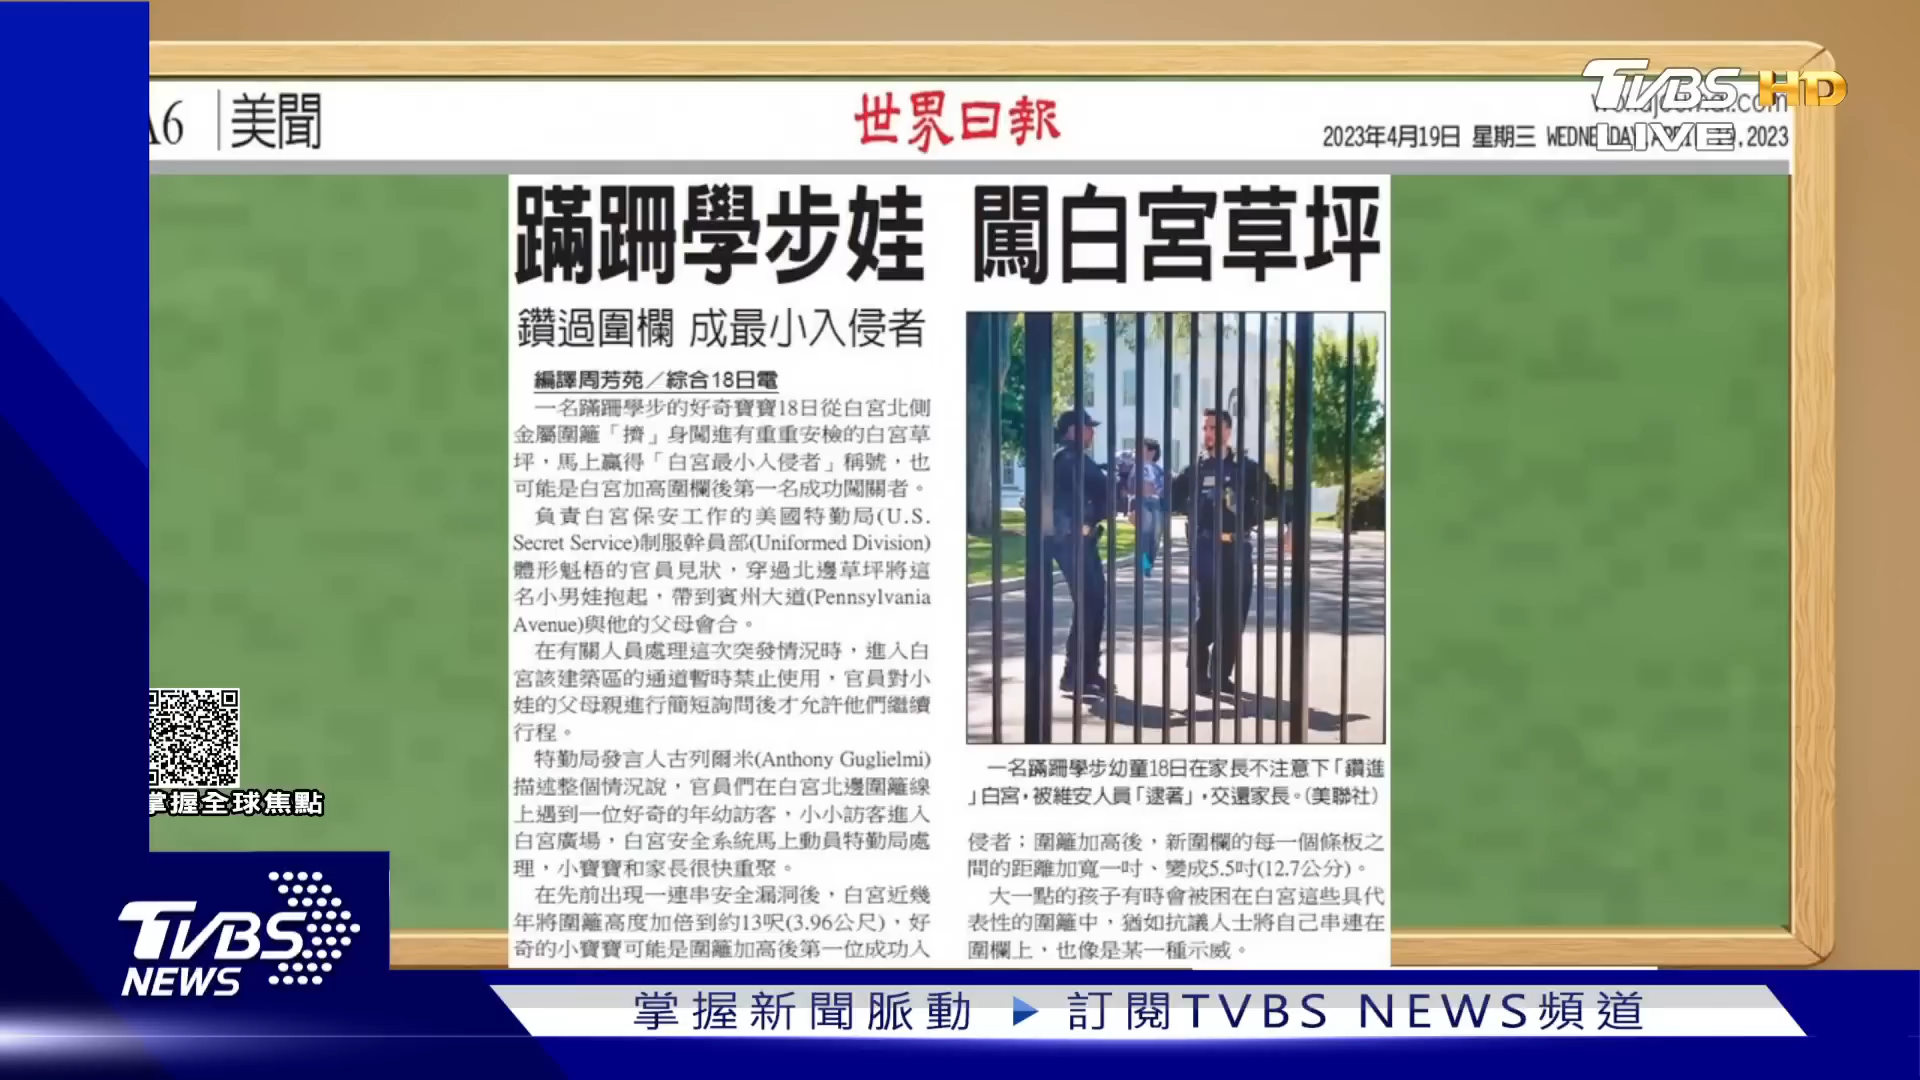 A6 美聞
世界日報
2023年4月19日 星期三 WEDNESDAY, APRIL 19, 2023
TVBS HD
LIVE
蹣跚學步娃 闖白宮草坪
鑽過圍欄 成最小入侵者
編譯周芳苑／綜合18日電
一名蹣跚學步的好奇寶寶18日從白宮北側
金屬圍籬「擠」身闖進有重重安檢的白宮草
坪，馬上贏得「白宮最小入侵者」稱號，也
可能是白宮加高圍欄後第一名成功闖關者。
負責白宮保安工作的美國特勤局(U.S.
Secret Service)制服幹員部(Uniformed Division)
體形魁梧的官員見狀，穿過北邊草坪將這
名小男娃抱起，帶到賓州大道(Pennsylvania
Avenue)與他的父母會合。
在有關人員處理這次突發情況時，進入白
宮該建築區的通道暫時禁止使用，官員對小
娃的父母親進行簡短詢問後才允許他們繼續
行程。
特勤局發言人古列爾米(Anthony Guglielmi)
描述整個情況說，官員們在白宮北邊圍籬線
上遇到一位好奇的年幼訪客，小小訪客進入
白宮廣場，白宮安全系統馬上動員特勤局處
理，小寶寶和家長很快重聚。
在先前出現一連串安全漏洞後，白宮近幾
年將圍籬高度加倍到約13呎(3.96公尺)，好
奇的小寶寶可能是圍籬加高後第一位成功入
一名蹣跚學步幼童18日在家長不注意下「鑽進
」白宮，被維安人員「逮著」，交還家長。(美聯社)
侵者；圍籬加高後，新圍欄的每一個條板之
間的距離加寬一吋、變成5.5吋(12.7公分)。
大一點的孩子有時會被困在白宮這些具代
表性的圍籬中，猶如抗議人士將自己串連在
圍欄上，也像是某一種示威。
掌握全球焦點
TVBS
NEWS
掌握新聞脈動 訂閱TVBS NEWS頻道